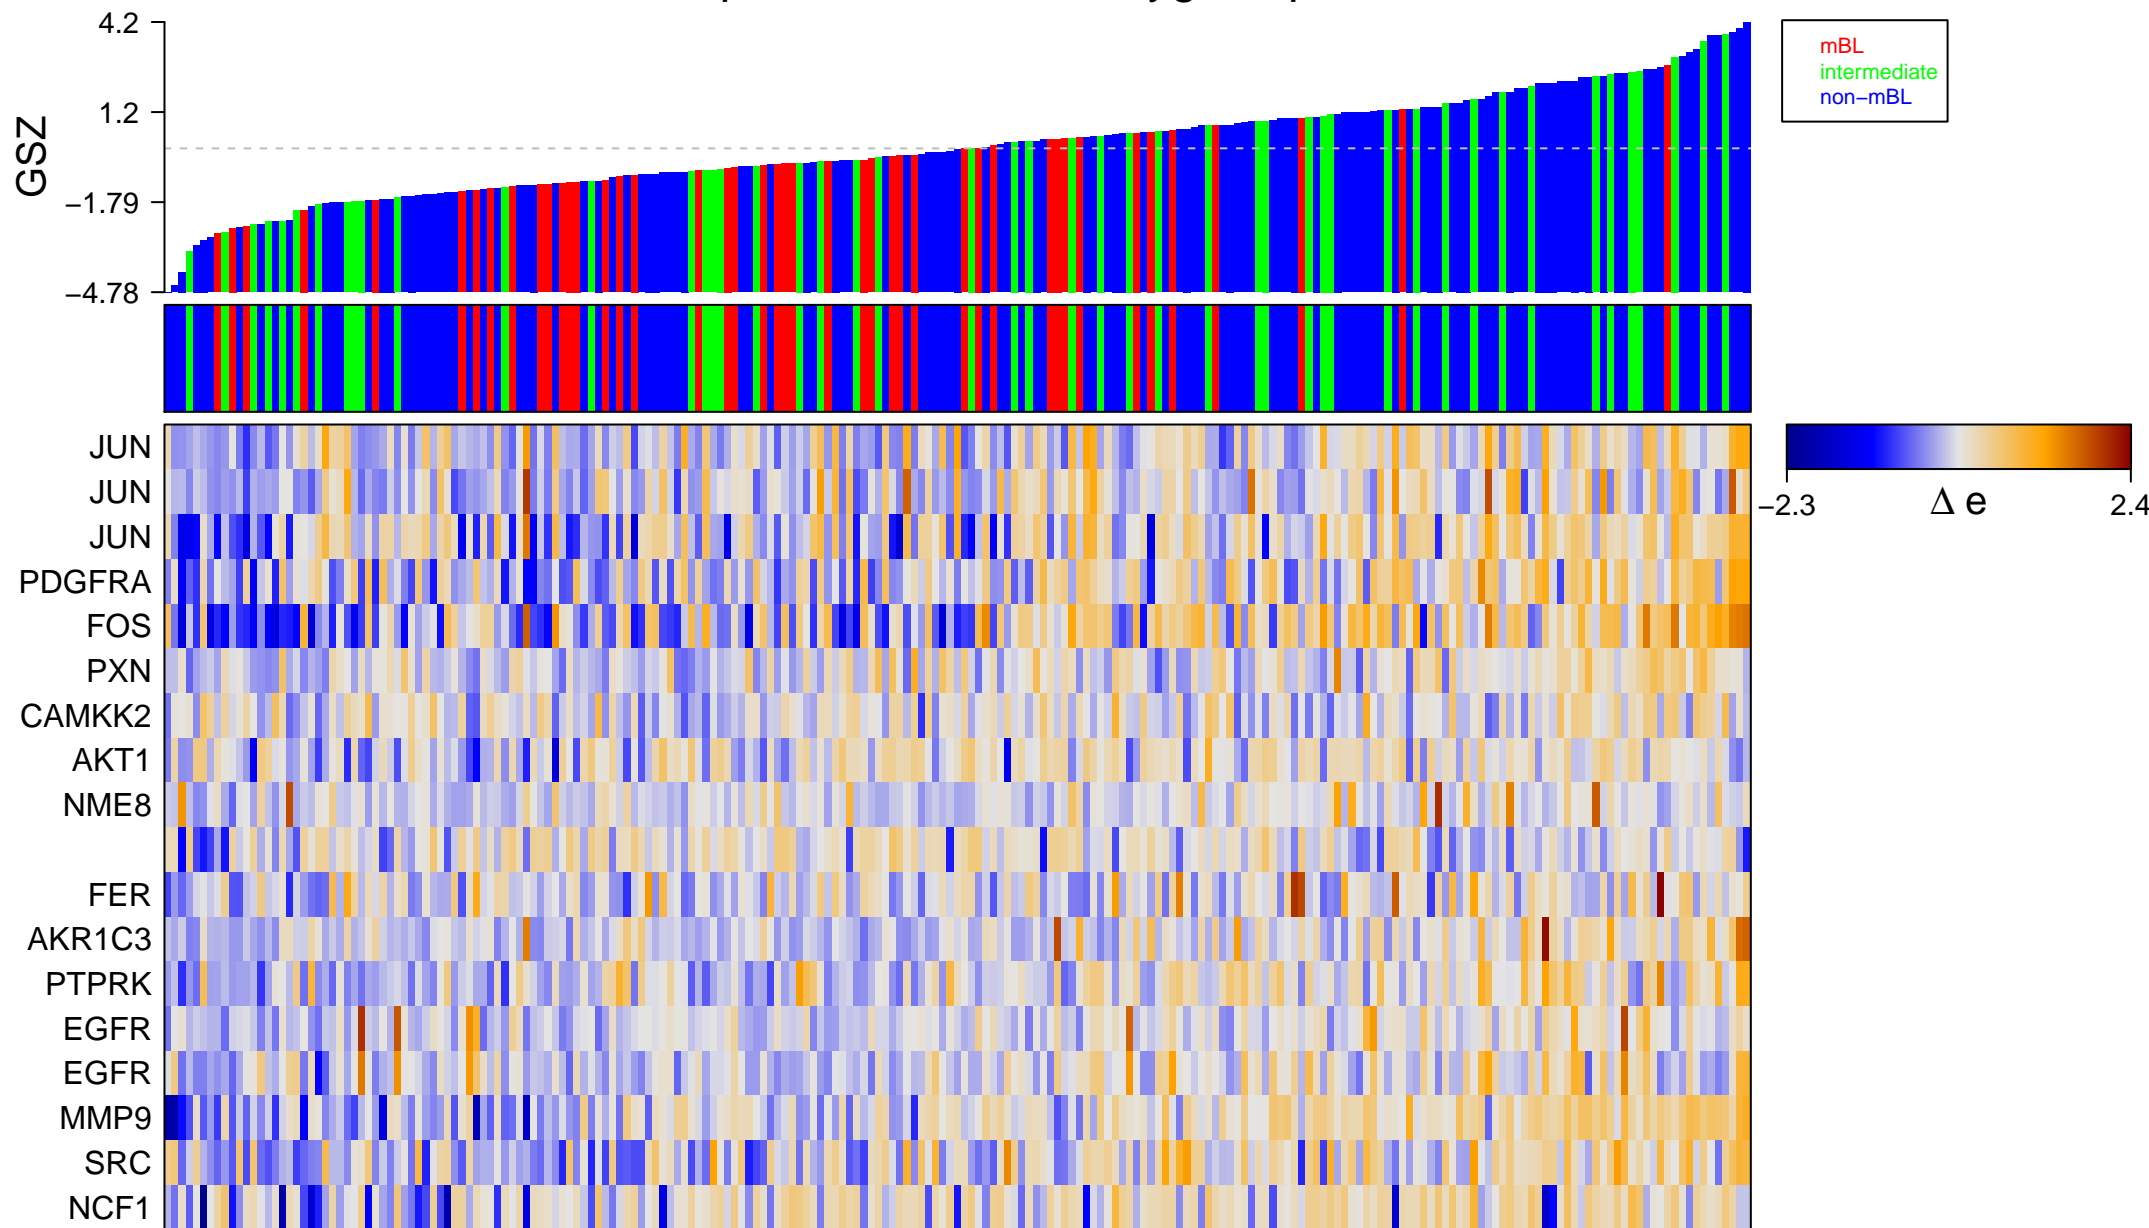 4.2
1.2
−1.79
−4.78
GSZ
mBL
intermediate
non−mBL
JUN
JUN
JUN
PDGFRA
FOS
PXN
CAMKK2
AKT1
NME8
FER
AKR1C3
PTPRK
EGFR
EGFR
MMP9
SRC
NCF1
−2.3
Δ e
2.4